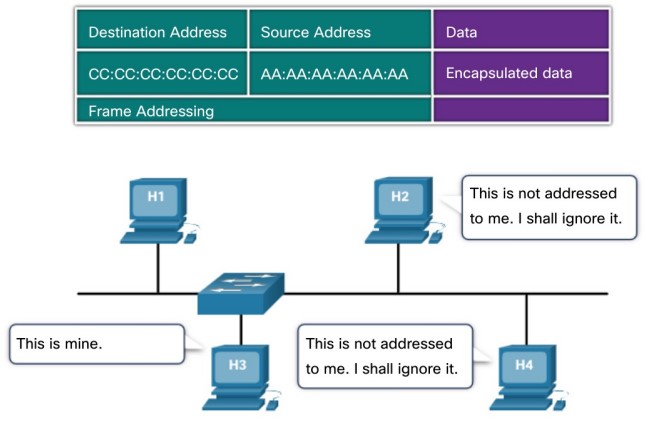 Destination Address Source Address Data
CC:CC:CC:CC:CC:CC AA:AA:AA:AA:AA:AA Encapsulated data
Frame Addressing
H1
H2
This is not addressed
to me. I shall ignore it.
This is mine.
H3
This is not addressed
to me. I shall ignore it.
H4